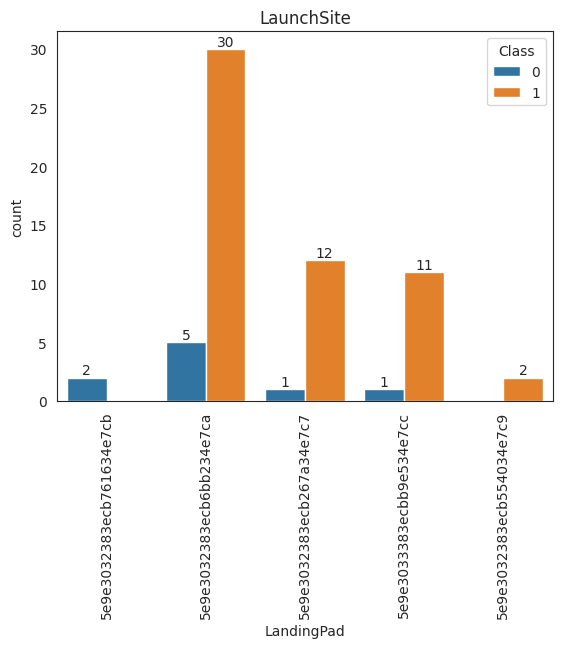 LaunchSite
Class
0
1
count
30
25
20
15
10
5
0
2
5
30
1
12
1
11
2
5e9e3032383ecb761634e7cb
5e9e3032383ecb6bb234e7ca
5e9e3032383ecb267a34e7c7
5e9e3033383ecbb9e534e7cc
5e9e3032383ecb554034e7c9
LandingPad